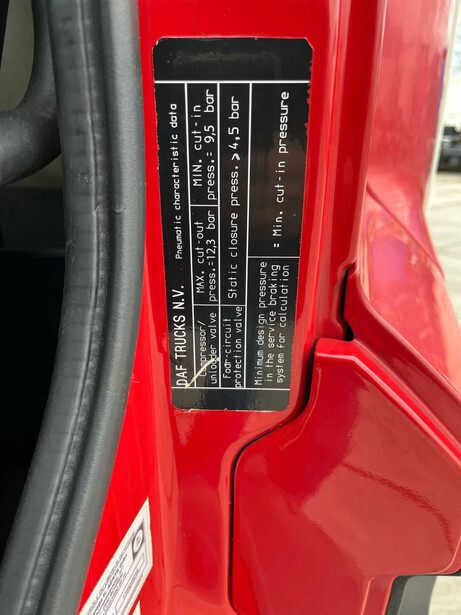 DAF TRUCKS N.V. Pneumatic characteristic data
compressor/ MAX. cut-out MIN. cut-in
unloader valve press.=12,3 bar press.= 9,5 bar
Four-circuit
protection valve Static closure press.> 4,5 bar
Minimum design pressure
in the service braking = Min. cut-in pressure
system for calculation